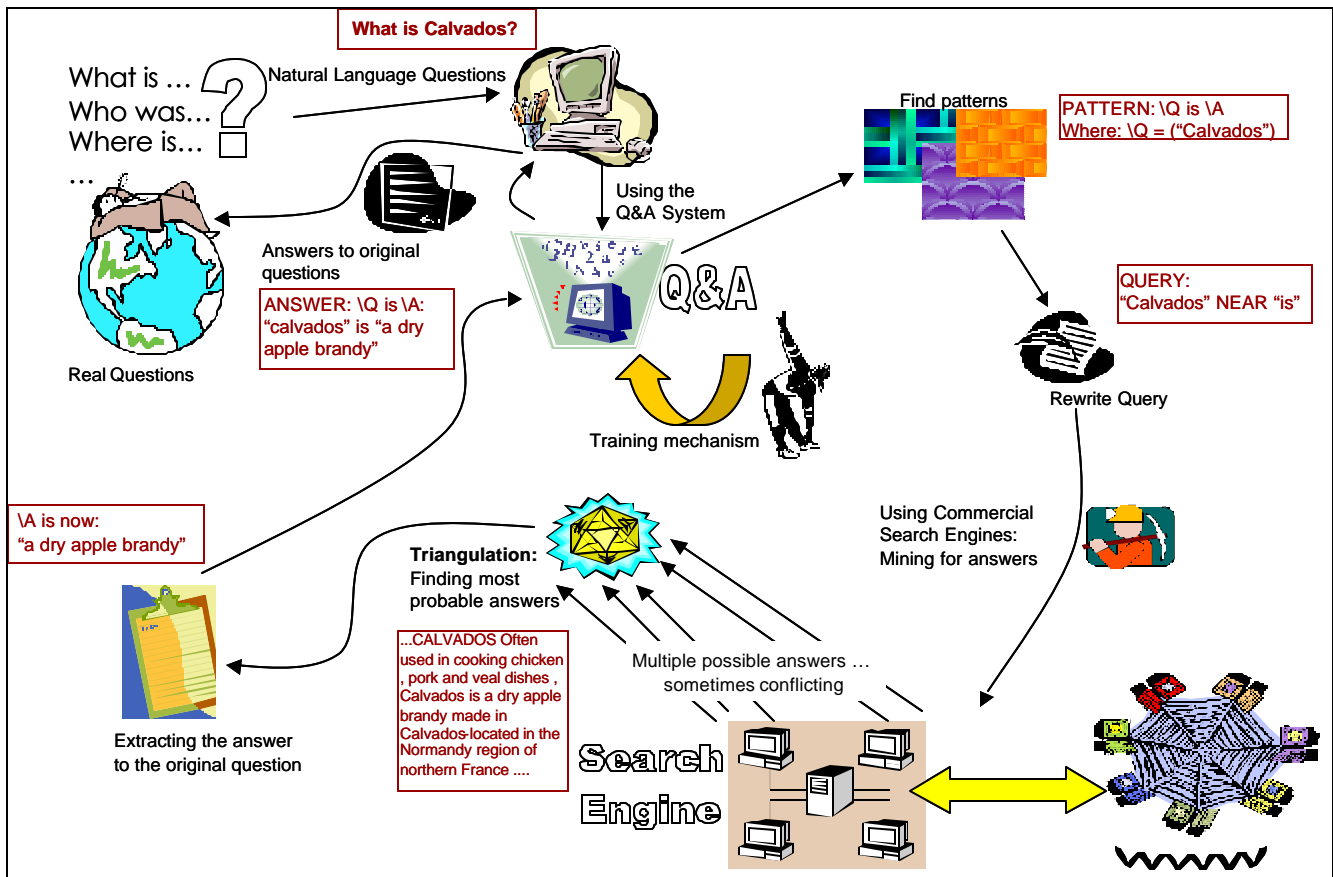 What is Calvados?
What is …
Who was…
Where is…
…
?
Natural Language Questions
Find patterns
PATTERN: \Q is \A
Where: \Q = (“Calvados”)
Using the
Q&A System
Answers to original
questions
Q&A
ANSWER: \Q is \A:
“calvados” is “a dry
apple brandy”
QUERY:
“Calvados” NEAR “is”
Real Questions
Rewrite Query
Training mechanism
\A is now:
“a dry apple brandy”
Using Commercial
Search Engines:
Mining for answers
Triangulation:
Finding most
probable answers
...CALVADOS Often
used in cooking chicken
, pork and veal dishes ,
Calvados is a dry apple
brandy made in
Calvados-located in the
Normandy region of
northern France ....
Multiple possible answers …
sometimes conflicting
Extracting the answer
to the original question
Search
Engine
WWW